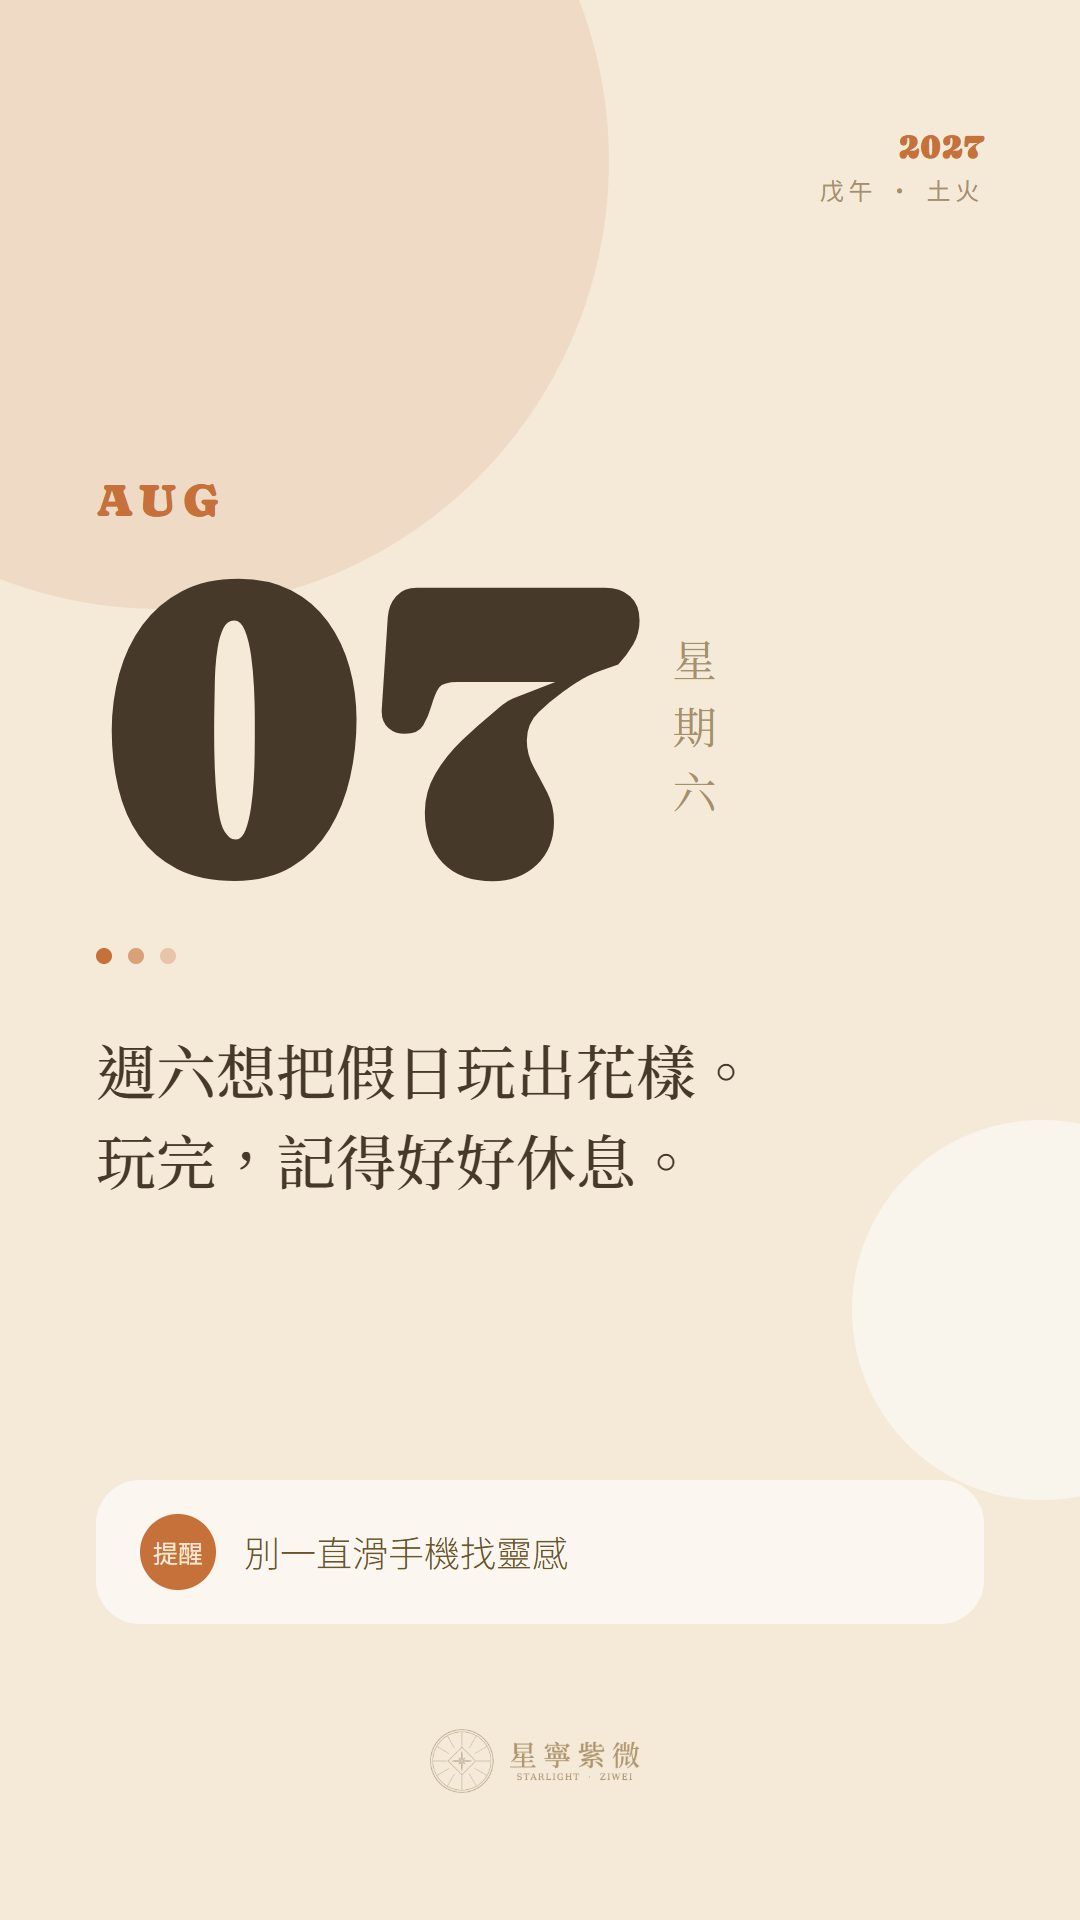 2027
戊午 · 土火
AUG
07
星期六
週六想把假日玩出花樣。
玩完，記得好好休息。
提醒
別一直滑手機找靈感
星寧紫微
STARLIGHT · ZIWEI